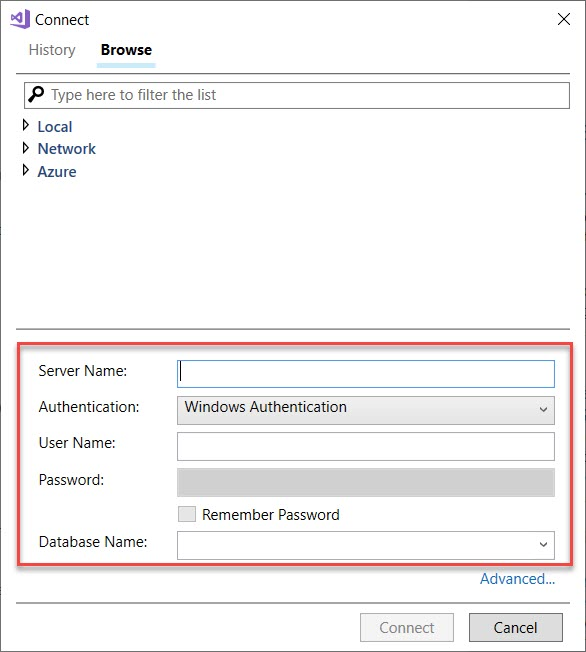 Connect
History Browse
Type here to filter the list
Local
Network
Azure
Server Name:
Authentication: Windows Authentication
User Name:
Password:
Remember Password
Database Name:
Advanced...
Connect Cancel